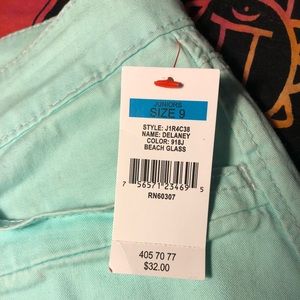 JUNIORS
SIZE 9
STYLE: J1R4C38
NAME: DELANEY
COLOR: 918J
BEACH GLASS
7 56571 23469 5
RN60307
405 70 77
$32.00